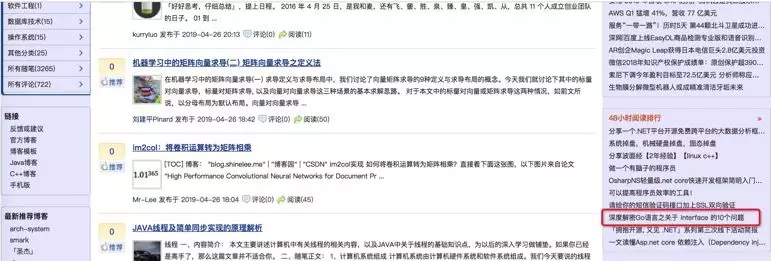 软件工程(1)
数据库技术(15)
操作系统(15)
其他分类(25)
所有随笔(3265)
所有评论(722)
链接
反馈或建议
官方博客
博客模板
Java博客
C++博客
手机版
最新推荐博客
arch-system
smark
「圣杰」
「好好思考，仔细总结」，提上日程。 2016 年 4 月 25 日，是我和麦、还有飞、蓥、胜、泉、臻、皇、强、凯、从，总共 11 个人成立创业团队
的日子。 01 到 ...
kurryluo 发布于 2019-04-26 20:13 评论(0) 阅读(11)
0
推荐
机器学习中的矩阵向量求导(二) 矩阵向量求导之定义法
在机器学习中的矩阵向量求导(一) 求导定义与求导布局中，我们讨论了向量矩阵求导的9种定义与求导布局的概念。今天我们就讨论下其中的标
量对向量求导，标量对矩阵求导, 以及向量对向量求导这三种场景的基本求解思路。 对于本文中的标量对向量或矩阵求导这两种情况，如前文所
说，以分母布局为默认布局。向量对向量求导 ...
刘建平Pinard 发布于 2019-04-26 18:42 评论(0) 阅读(50)
0
推荐
im2col：将卷积运算转为矩阵相乘
[TOC] 博客： "blog.shinelee.me" | "博客园" | "CSDN" im2col实现 如何将卷积运算转为矩阵相乘？直接看下面这张图，以下图片来自论文
"High Performance Convolutional Neural Networks for Document Pr ...
1.01365
Mr-Lee 发布于 2019-04-26 18:04 评论(0) 阅读(45)
0
推荐
JAVA线程及简单同步实现的原理解析
线程 一、内容简介： 本文主要讲述计算机中有关线程的相关内容，以及JAVA中关于线程的基础知识点，为以后的深入学习做铺垫。如果你已经
是高手了，那么这篇文章并不适合你。 二、随笔正文: 1、计算机系统组成 计算机系统由计算机硬件系统和软件系统组成。我们今天要说的线程
AWS Q1 猛增 41%，营收 77 亿美元
服务"一带一路"！历时5天 第44颗北斗卫星成功进...
深网|百度上线EasyDL商品检测专业版和语音识别...
AR创企Magic Leap获得日本电信巨头2.8亿美元投资
微信2018年知识产权保护成绩单：原创保护超390...
索尼下调今年盈利目标至72.5亿美元 分析师称应...
生物膜分解微型机器人或成精准清洁牙垢未来
48小时阅读排行
分享一个.NET平台开源免费跨平台的大数据分析框...
系统掉盘，机械硬盘掉盘，固态掉盘
分享波面经【2年经验】【linux c++】
做一个有脑子的程序员
OsharpNS轻量级.net core快速开发框架简明入门...
可以提高程序员效率的工具！
请给你的短信验证码接口加上SSL双向验证
深度解密Go语言之关于 interface 的10个问题
「拥抱开源, 又见 .NET」系列第三次线下活动简报
一文读懂Asp.net core 依赖注入（Dependency inj...